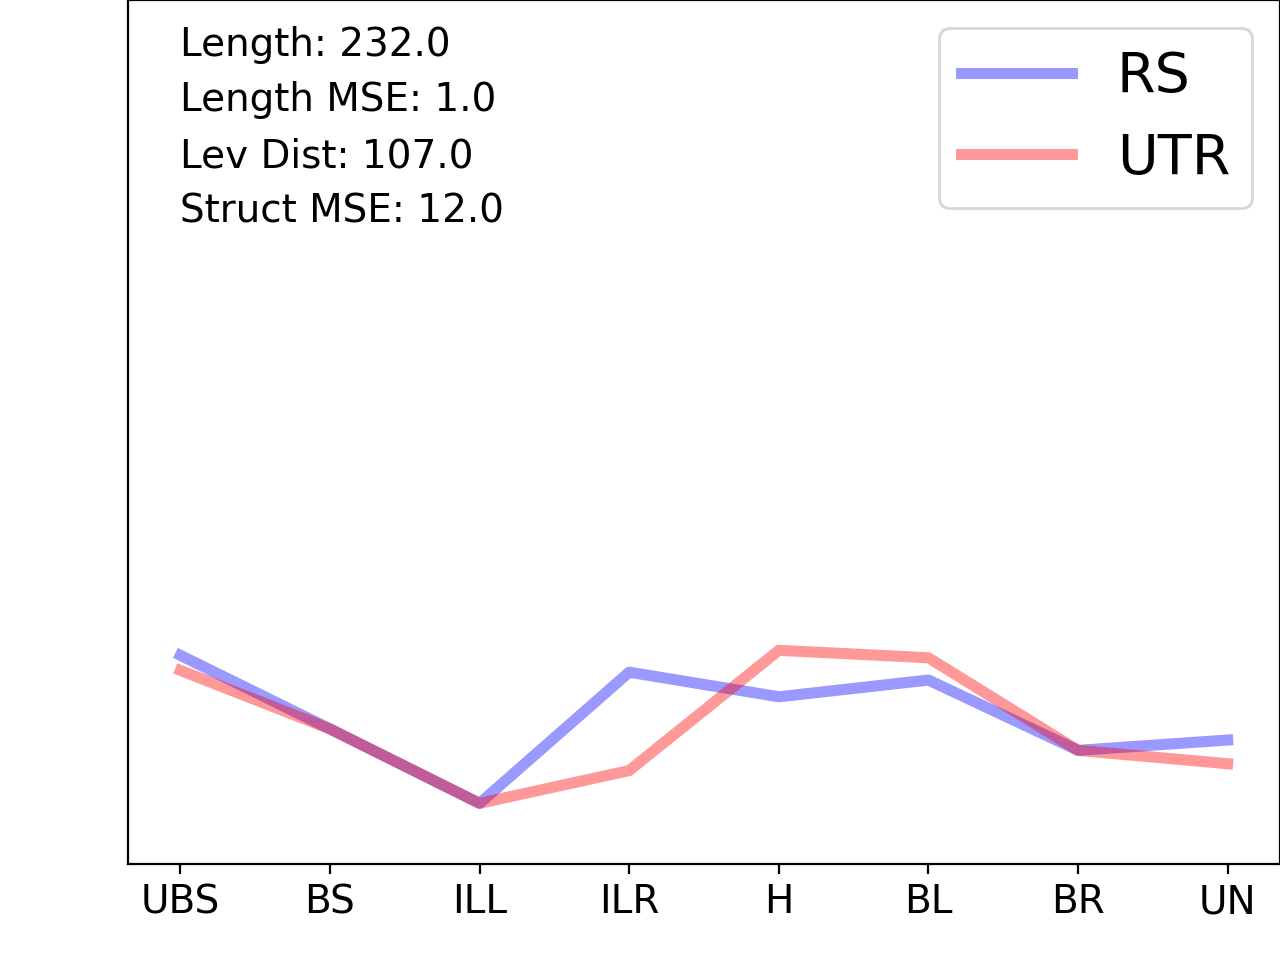 Length: 232.0
Length MSE: 1.0
Lev Dist: 107.0
Struct MSE: 12.0
RS
UTR
UBS BS ILL ILR H BL BR UN